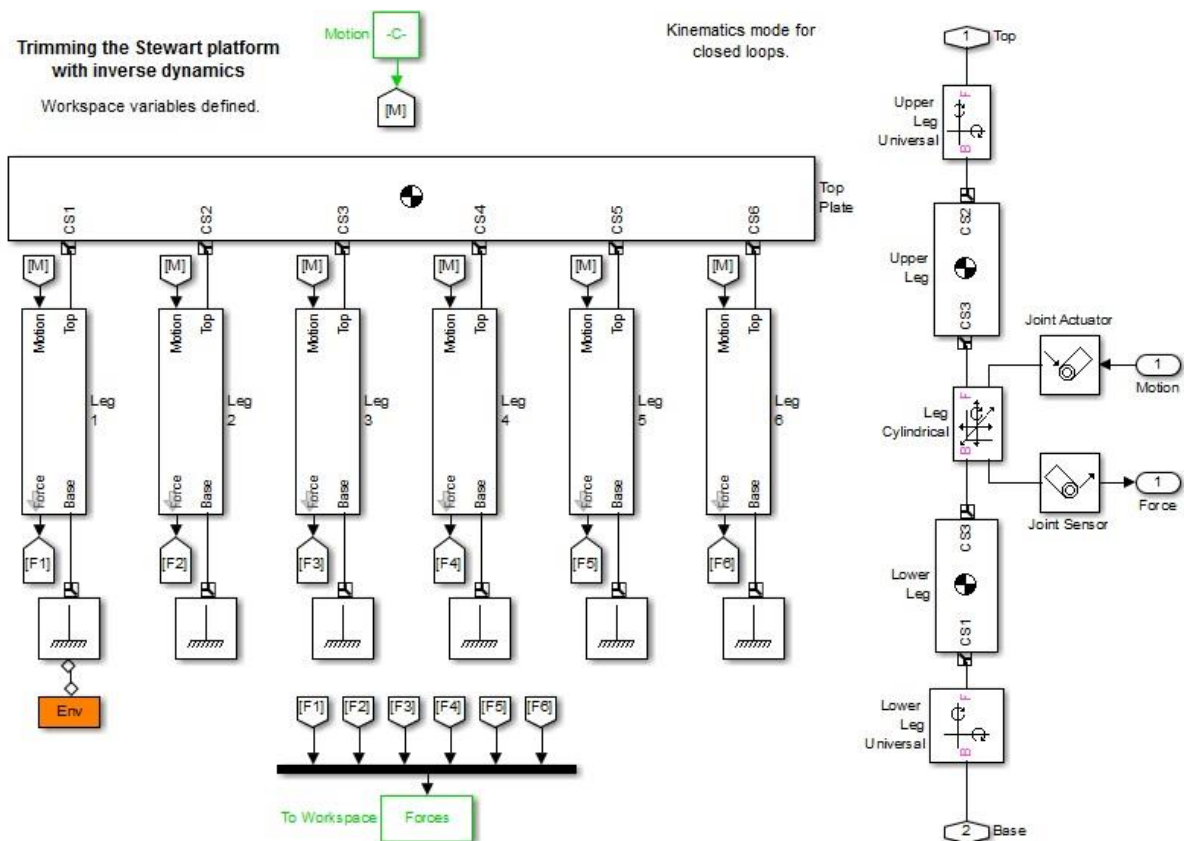 Trimming the Stewart platform
with inverse dynamics
Workspace variables defined.
Motion
-C-
[M]
Kinematics mode for
closed loops.
CS1
CS2
CS3
CS4
CS5
CS6
Top
Plate
[M]
[M]
[M]
[M]
[M]
[M]
Motion
Top
Force
Base
Leg
1
Motion
Top
Force
Base
Leg
2
Motion
Top
Force
Base
Leg
3
Motion
Top
Force
Base
Leg
4
Motion
Top
Force
Base
Leg
5
Motion
Top
Force
Base
Leg
6
[F1]
[F2]
[F3]
[F4]
[F5]
[F6]
Env
[F1]
[F2]
[F3]
[F4]
[F5]
[F6]
To Workspace
Forces
1
Top
Upper
Leg
Universal
F
B
Upper
Leg
CS2
CS3
Joint Actuator
1
Motion
Leg
Cylindrical
F
B
Joint Sensor
1
Force
Lower
Leg
CS3
CS1
Lower
Leg
Universal
F
B
2
Base